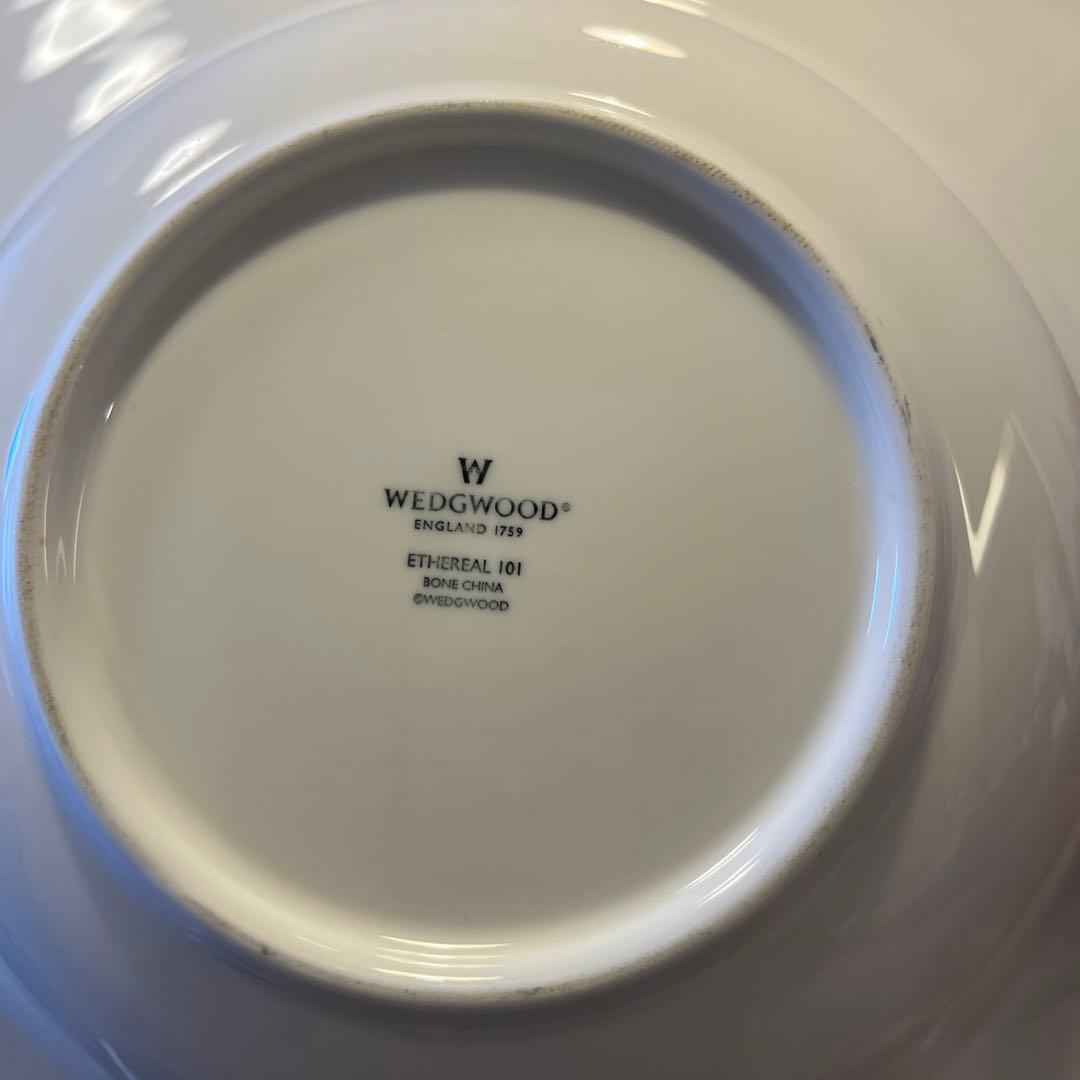 W
WEDGWOOD®
ENGLAND 1759
ETHEREAL 101
BONE CHINA
©WEDGWOOD